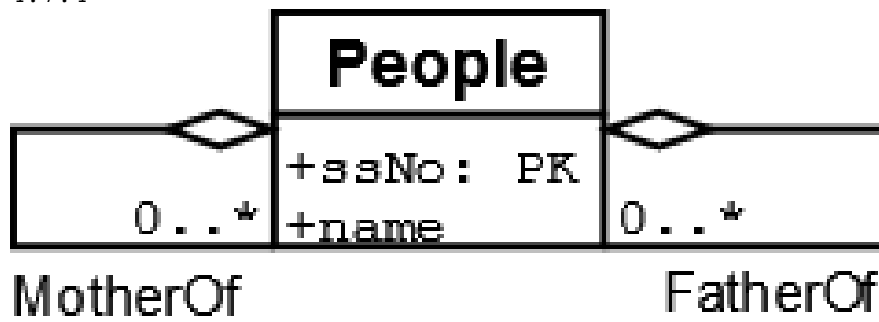 People
+ssNo: PK
0..* +name 0..*
MotherOf FatherOf